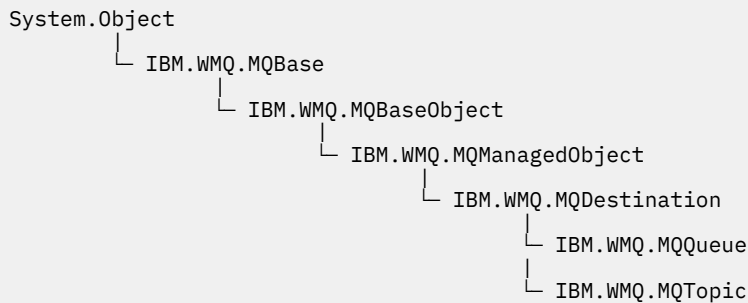 System.Object
IBM.WMQ.MQBase
IBM.WMQ.MQBaseObject
IBM.WMQ.MQManagedObject
IBM.WMQ.MQDestination
IBM.WMQ.MQQueue
IBM.WMQ.MQTopic